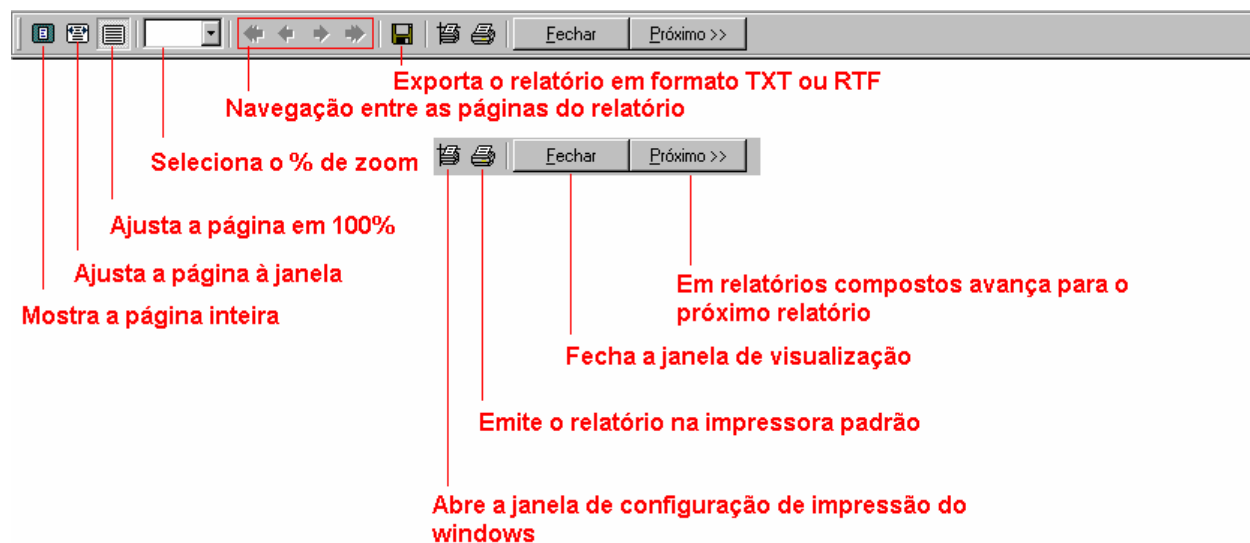 Fechar Próximo >>
Exporta o relatório em formato TXT ou RTF
Navegação entre as páginas do relatório
Seleciona o % de zoom
Fechar Próximo >>
Ajusta a página em 100%
Ajusta a página à janela
Em relatórios compostos avança para o
próximo relatório
Mostra a página inteira
Fecha a janela de visualização
Emite o relatório na impressora padrão
Abre a janela de configuração de impressão do
windows